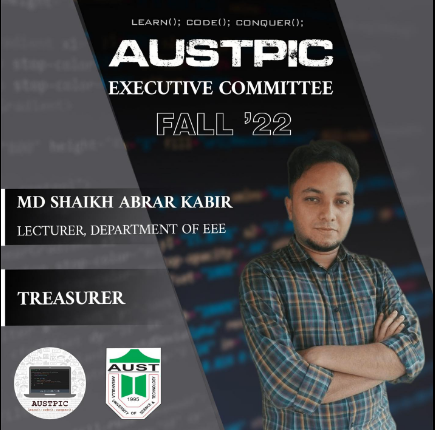 LEARN(); CODE(); CONQUER();
AUSTPIC
EXECUTIVE COMMITTEE
FALL '22
MD SHAIKH ABRAR KABIR
LECTURER, DEPARTMENT OF EEE
TREASURER
AUSTPIC
AUST
1995